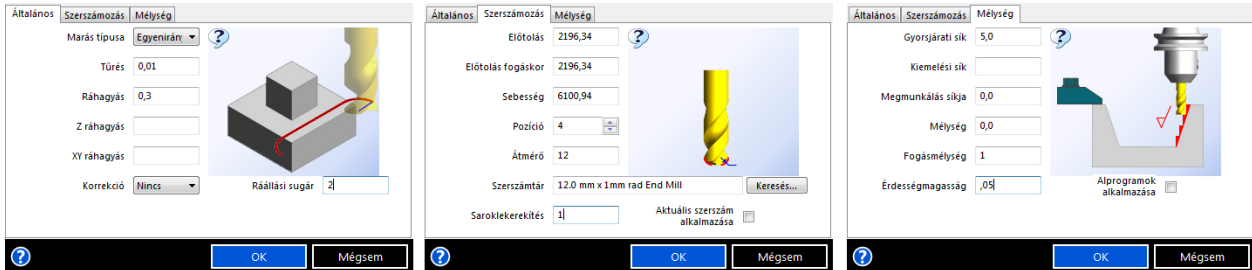 Általános Szerszámozás Mélység
Marás típusa Egyenirán
Tűrés 0,01
Ráhagyás 0,3
Z ráhagyás
XY ráhagyás
Korrekció Nincs Ráállási sugár 2
OK Mégsem
Általános Szerszámozás Mélység
Előtolás 2196,34
Előtolás fogáskor 2196,34
Sebesség 6100,94
Pozíció 4
Átmérő 12
Szerszámtár 12.0 mm x 1mm rad End Mill Keresés...
Saroklekerekítés 1 Aktuális szerszám
alkalmazása
OK Mégsem
Általános Szerszámozás Mélység
Gyorsjárati sík 5,0
Kiemelési sík
Megmunkálás síkja 0,0
Mélység 0,0
Fogásmélység 1
Érdességmagasság ,05 Alprogramok
alkalmazása
OK Mégsem